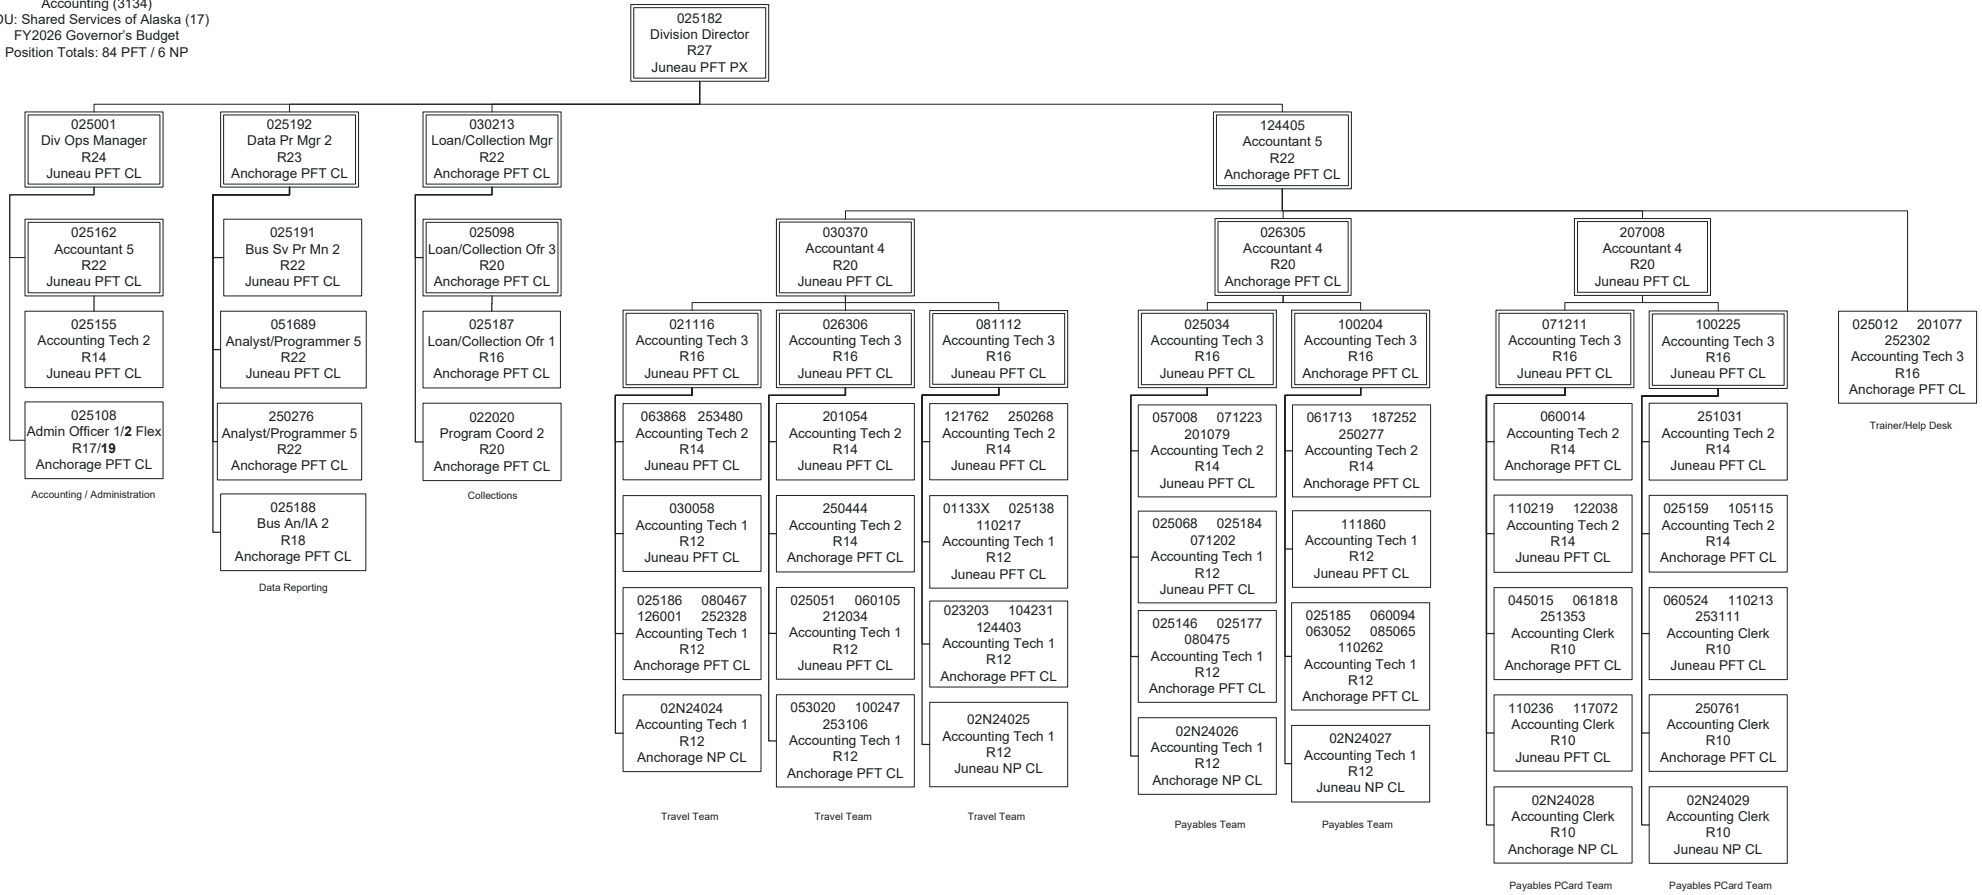 Accounting (3134)
DU: Shared Services of Alaska (17)
FY2026 Governor's Budget
Position Totals: 84 PFT / 6 NP
025182
Division Director
R27
Juneau PFT PX
025001
Div Ops Manager
R24
Juneau PFT CL
025192
Data Pr Mgr 2
R23
Anchorage PFT CL
030213
Loan/Collection Mgr
R22
Anchorage PFT CL
124405
Accountant 5
R22
Anchorage PFT CL
025162
Accountant 5
R22
Juneau PFT CL
025155
Accounting Tech 2
R14
Juneau PFT CL
025108
Admin Officer 1/2 Flex
R17/19
Anchorage PFT CL
Accounting / Administration
025191
Bus Sv Pr Mn 2
R22
Juneau PFT CL
051689
Analyst/Programmer 5
R22
Juneau PFT CL
250276
Analyst/Programmer 5
R22
Anchorage PFT CL
025188
Bus An/IA 2
R18
Anchorage PFT CL
Data Reporting
025098
Loan/Collection Ofr 3
R20
Anchorage PFT CL
025187
Loan/Collection Ofr 1
R16
Anchorage PFT CL
022020
Program Coord 2
R20
Anchorage PFT CL
Collections
030370
Accountant 4
R20
Juneau PFT CL
021116
Accounting Tech 3
R16
Juneau PFT CL
063868 253480
Accounting Tech 2
R14
Juneau PFT CL
030058
Accounting Tech 1
R12
Juneau PFT CL
025186 080467
126001 252328
Accounting Tech 1
R12
Anchorage PFT CL
02N24024
Accounting Tech 1
R12
Anchorage NP CL
Travel Team
026306
Accounting Tech 3
R16
Juneau PFT CL
201054
Accounting Tech 2
R14
Juneau PFT CL
250444
Accounting Tech 2
R14
Anchorage PFT CL
025051 060105
212034
Accounting Tech 1
R12
Juneau PFT CL
053020 100247
253106
Accounting Tech 1
R12
Anchorage PFT CL
Travel Team
081112
Accounting Tech 3
R16
Juneau PFT CL
121762 250268
Accounting Tech 2
R14
Juneau PFT CL
01133X 025138
110217
Accounting Tech 1
R12
Juneau PFT CL
023203 104231
124403
Accounting Tech 1
R12
Anchorage PFT CL
02N24025
Accounting Tech 1
R12
Juneau NP CL
Travel Team
026305
Accountant 4
R20
Anchorage PFT CL
025034
Accounting Tech 3
R16
Juneau PFT CL
057008 071223
201079
Accounting Tech 2
R14
Juneau PFT CL
025068 025184
071202
Accounting Tech 1
R12
Juneau PFT CL
025146 025177
080475
Accounting Tech 1
R12
Anchorage PFT CL
02N24026
Accounting Tech 1
R12
Anchorage NP CL
Payables Team
100204
Accounting Tech 3
R16
Anchorage PFT CL
061713 187252
250277
Accounting Tech 2
R14
Anchorage PFT CL
111860
Accounting Tech 1
R12
Juneau PFT CL
025185 060094
063052 085065
110262
Accounting Tech 1
R12
Anchorage PFT CL
02N24027
Accounting Tech 1
R12
Juneau NP CL
Payables Team
207008
Accountant 4
R20
Juneau PFT CL
071211
Accounting Tech 3
R16
Juneau PFT CL
060014
Accounting Tech 2
R14
Anchorage PFT CL
110219 122038
Accounting Tech 2
R14
Juneau PFT CL
045015 061818
251353
Accounting Clerk
R10
Anchorage PFT CL
110236 117072
Accounting Clerk
R10
Juneau PFT CL
02N24028
Accounting Clerk
R10
Anchorage NP CL
Payables PCard Team
100225
Accounting Tech 3
R16
Juneau PFT CL
251031
Accounting Tech 2
R14
Juneau PFT CL
025159 105115
Accounting Tech 2
R14
Anchorage PFT CL
060524 110213
253111
Accounting Clerk
R10
Juneau PFT CL
250761
Accounting Clerk
R10
Anchorage PFT CL
02N24029
Accounting Clerk
R10
Juneau NP CL
Payables PCard Team
025012 201077
252302
Accounting Tech 3
R16
Anchorage PFT CL
Trainer/Help Desk